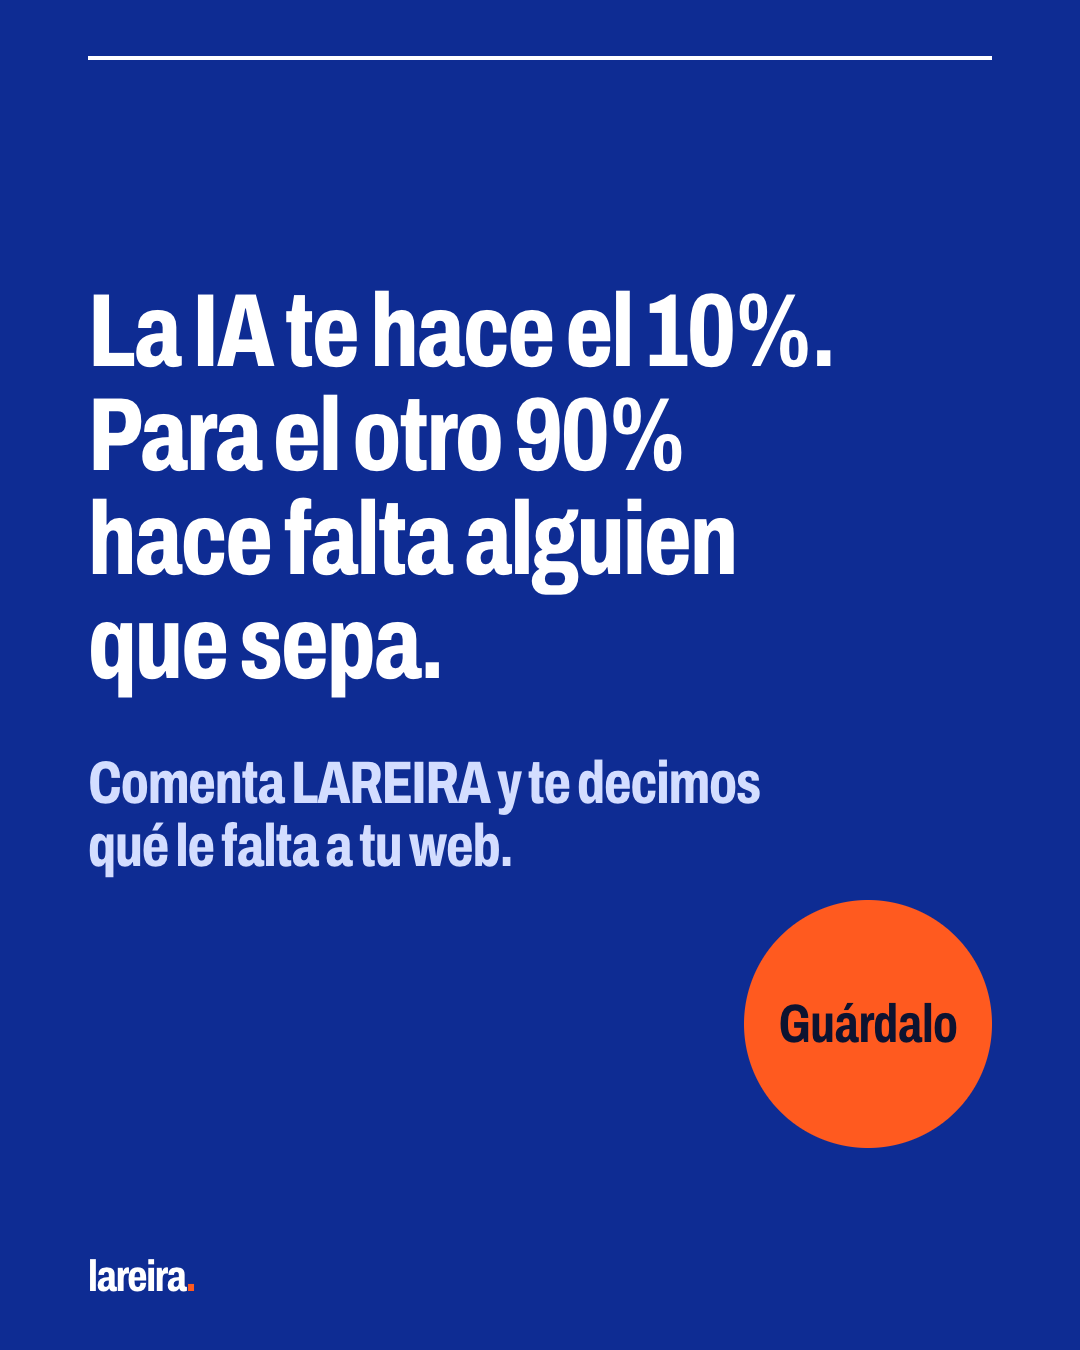 La IA te hace el 10%.
Para el otro 90%
hace falta alguien
que sepa.
Comenta LAREIRA y te decimos
qué le falta a tu web.
Guárdalo
lareira.